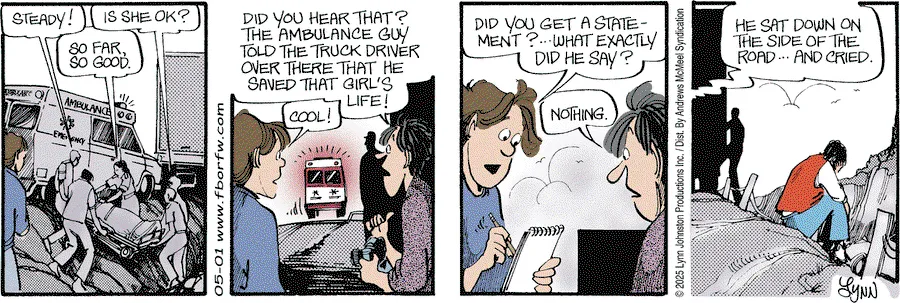 STEADY!
IS SHE OK?
SO FAR,
SO GOOD.
AMBULANCE
EMERGENCY
05-01 www.fborfw.com
DID YOU HEAR THAT?
THE AMBULANCE GUY
TOLD THE TRUCK DRIVER
OVER THERE THAT HE
SAVED THAT GIRL'S
LIFE!
COOL!
DID YOU GET A STATE-
MENT?...WHAT EXACTLY
DID HE SAY?
NOTHING.
© 2025 Lynn Johnston Productions Inc. / Dist. By Andrews McMeel Syndication
HE SAT DOWN ON
THE SIDE OF THE
ROAD... AND CRIED.
LYNN